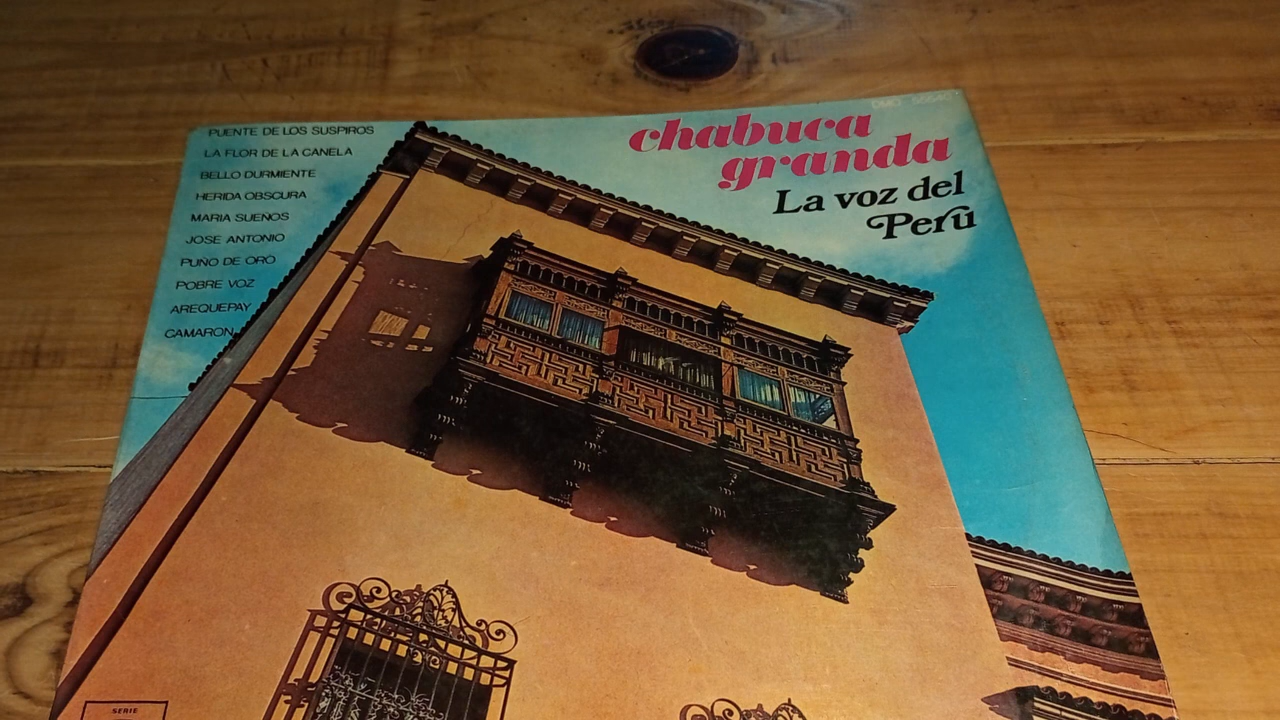 PUENTE DE LOS SUSPIROS
LA FLOR DE LA CANELA
BELLO DURMIENTE
HERIDA OBSCURA
MARIA SUEÑOS
JOSE ANTONIO
PUÑO DE ORO
POBRE VOZ
AREQUEPAY
CAMARON
chabuca
granda
La voz del
Perú
SERIE